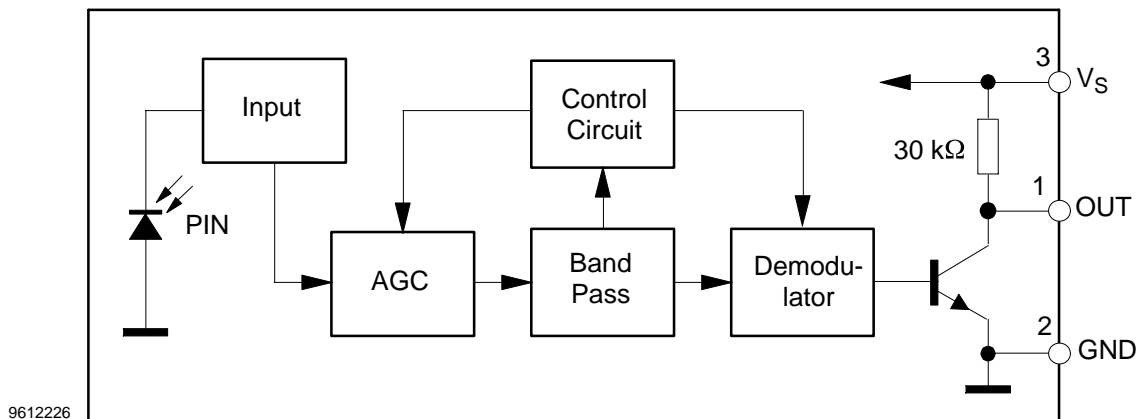 Input
PIN
AGC
Control
Circuit
Band
Pass
Demodu-
lator
30 kΩ
3
VS
1
OUT
2
GND
9612226